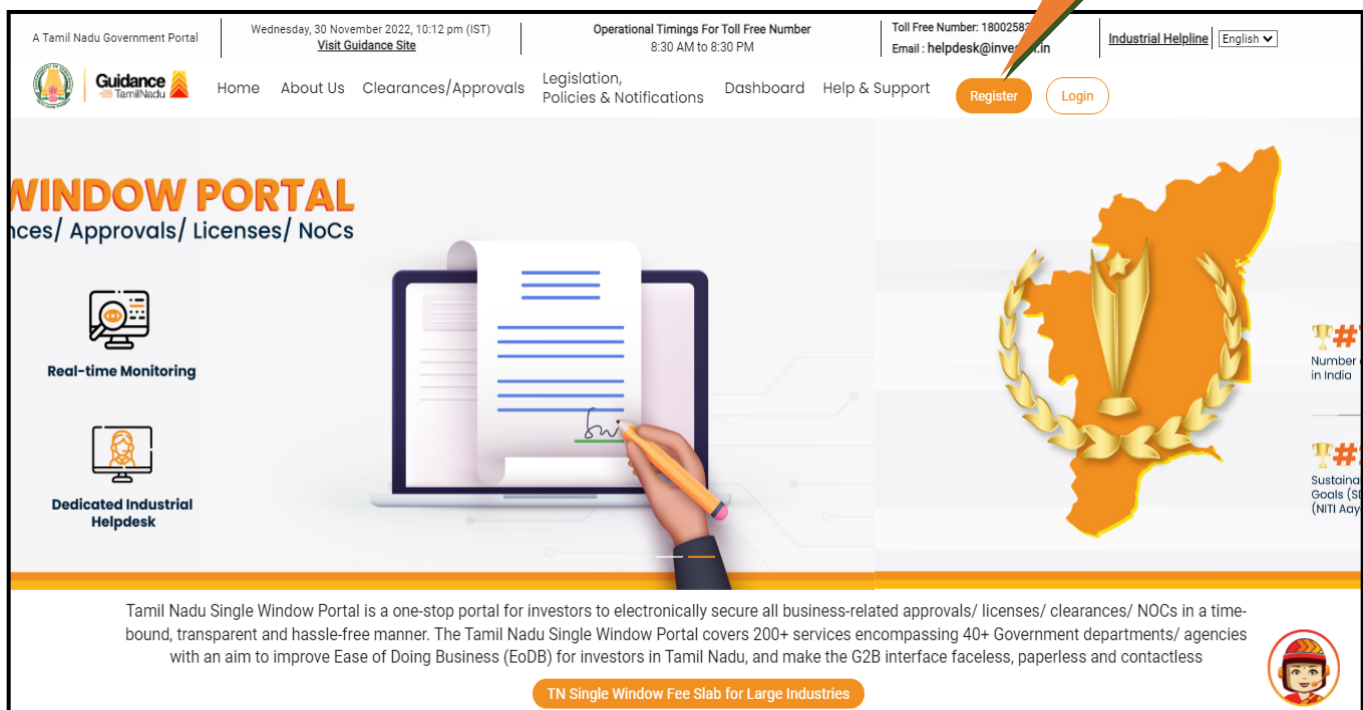 A Tamil Nadu Government Portal
Wednesday, 30 November 2022, 10:12 pm (IST)
Visit Guidance Site
Operational Timings For Toll Free Number
8:30 AM to 8:30 PM
Toll Free Number:
Email :
Industrial Helpline
English
Guidance
TamilNadu
Home
About Us
Clearances/Approvals
Legislation,
Policies & Notifications
Dashboard
Help & Support
Register
Login
WINDOW PORTAL
Approvals/ Licenses/ NoCs
Real-time Monitoring
Dedicated Industrial
Helpdesk
Number
in India
Goals
(NITI
Tamil Nadu Single Window Portal is a one-stop portal for investors to electronically secure all business-related approvals/ licenses/ clearances/ NOCs in a time-
bound, transparent and hassle-free manner. The Tamil Nadu Single Window Portal covers 200+ services encompassing 40+ Government departments/ agencies
with an aim to improve Ease of Doing Business (EoDB) for investors in Tamil Nadu, and make the G2B interface faceless, paperless and contactless
TN Single Window Fee Slab for Large Industries